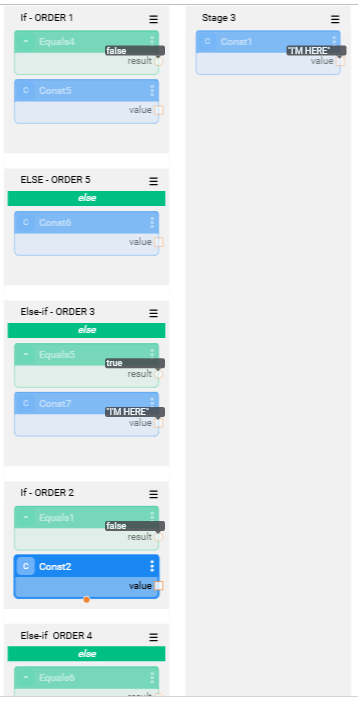 If - ORDER 1
Equals4
false
result
C Const5
value
ELSE - ORDER 5
else
C Const6
value
Else-if - ORDER 3
else
Equals5
true
result
C Const7
"I'M HERE"
value
If - ORDER 2
Equals1
false
result
C Const2
value
Else-if ORDER 4
else
Equals6
Stage 3
C Const1
"I'M HERE"
value